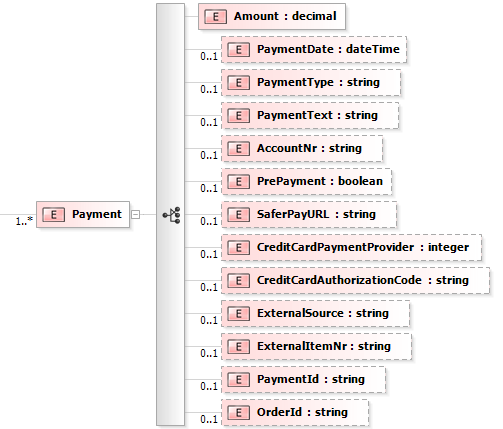 E Amount : decimal
E PaymentDate : dateTime
0..1
E PaymentType : string
0..1
E PaymentText : string
0..1
E AccountNr : string
0..1
E PrePayment : boolean
0..1
E Payment
1..*
E SaferPayURL : string
0..1
E CreditCardPaymentProvider : integer
0..1
E CreditCardAuthorizationCode : string
0..1
E ExternalSource : string
0..1
E ExternalItemNr : string
0..1
E PaymentId : string
0..1
E OrderId : string
0..1